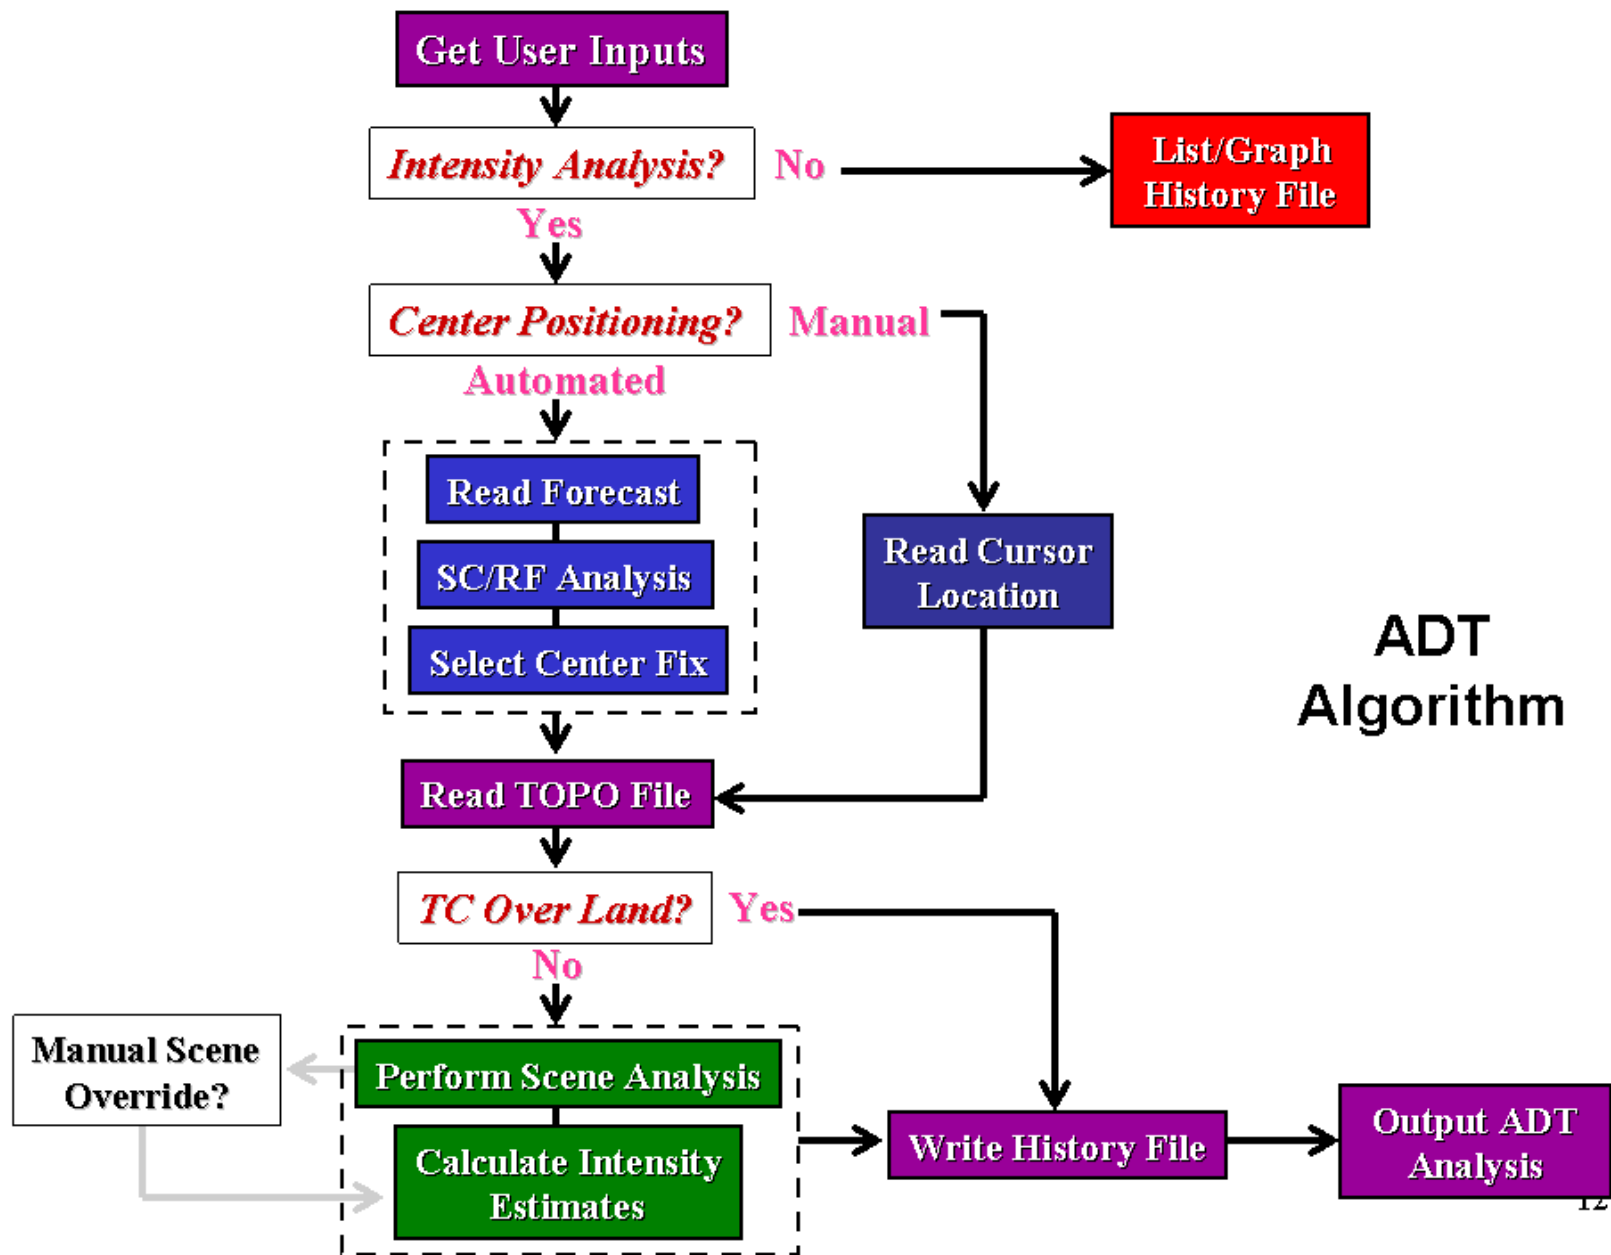 Get User Inputs
Intensity Analysis?
No
List/Graph
History File
Yes
Center Positioning?
Manual
Automated
Read Forecast
SC/RF Analysis
Select Center Fix
Read Cursor
Location
ADT
Algorithm
Read TOPO File
TC Over Land?
Yes
No
Manual Scene
Override?
Perform Scene Analysis
Calculate Intensity
Estimates
Write History File
Output ADT
Analysis
12